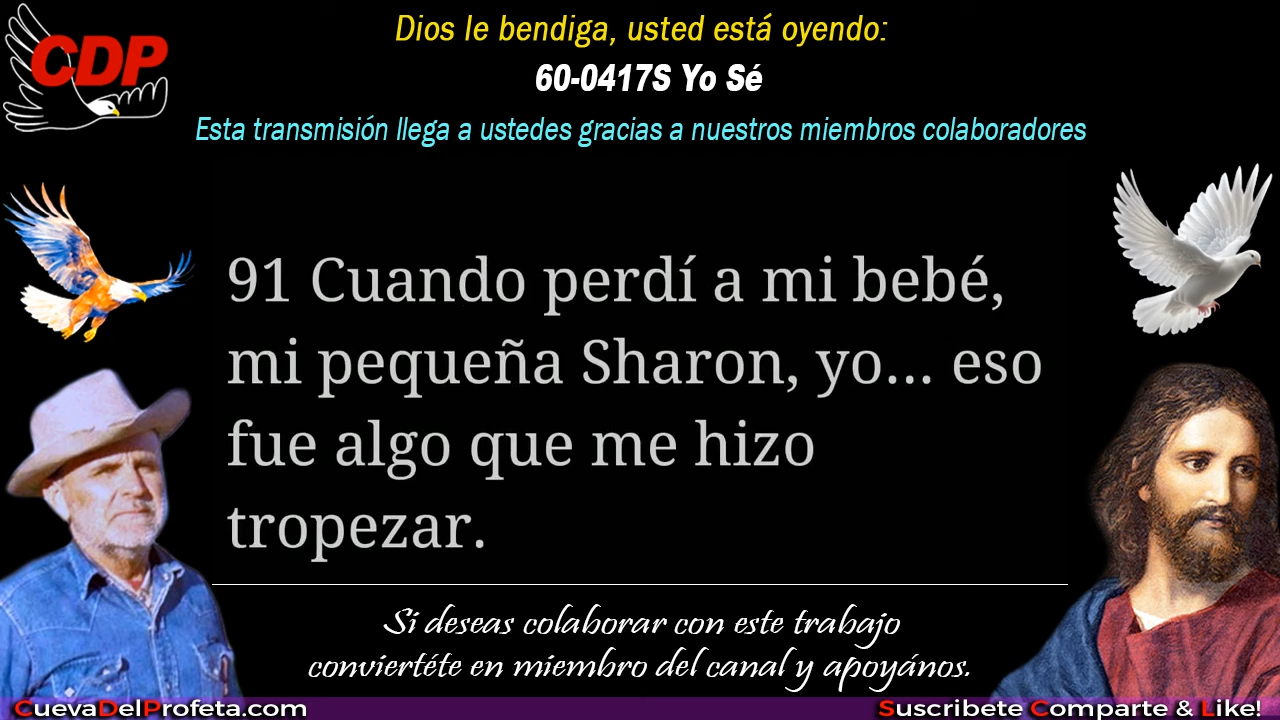 CDP
Dios le bendiga, usted está oyendo:
60-0417S Yo Sé
Esta transmisión llega a ustedes gracias a nuestros miembros colaboradores
91 Cuando perdí a mi bebé,
mi pequeña Sharon, yo... eso
fue algo que me hizo
tropezar.
Si deseas colaborar con este trabajo
conviertéte en miembro del canal y apoyános.
CuevaDelProfeta.com
Suscribete Comparte & Like!